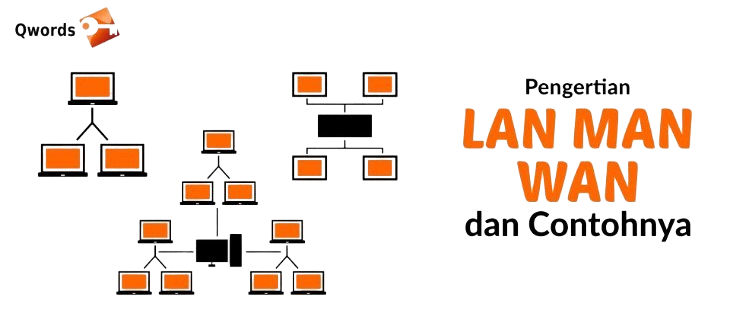 Qwords
Pengertian
LAN MAN
WAN
dan Contohnya